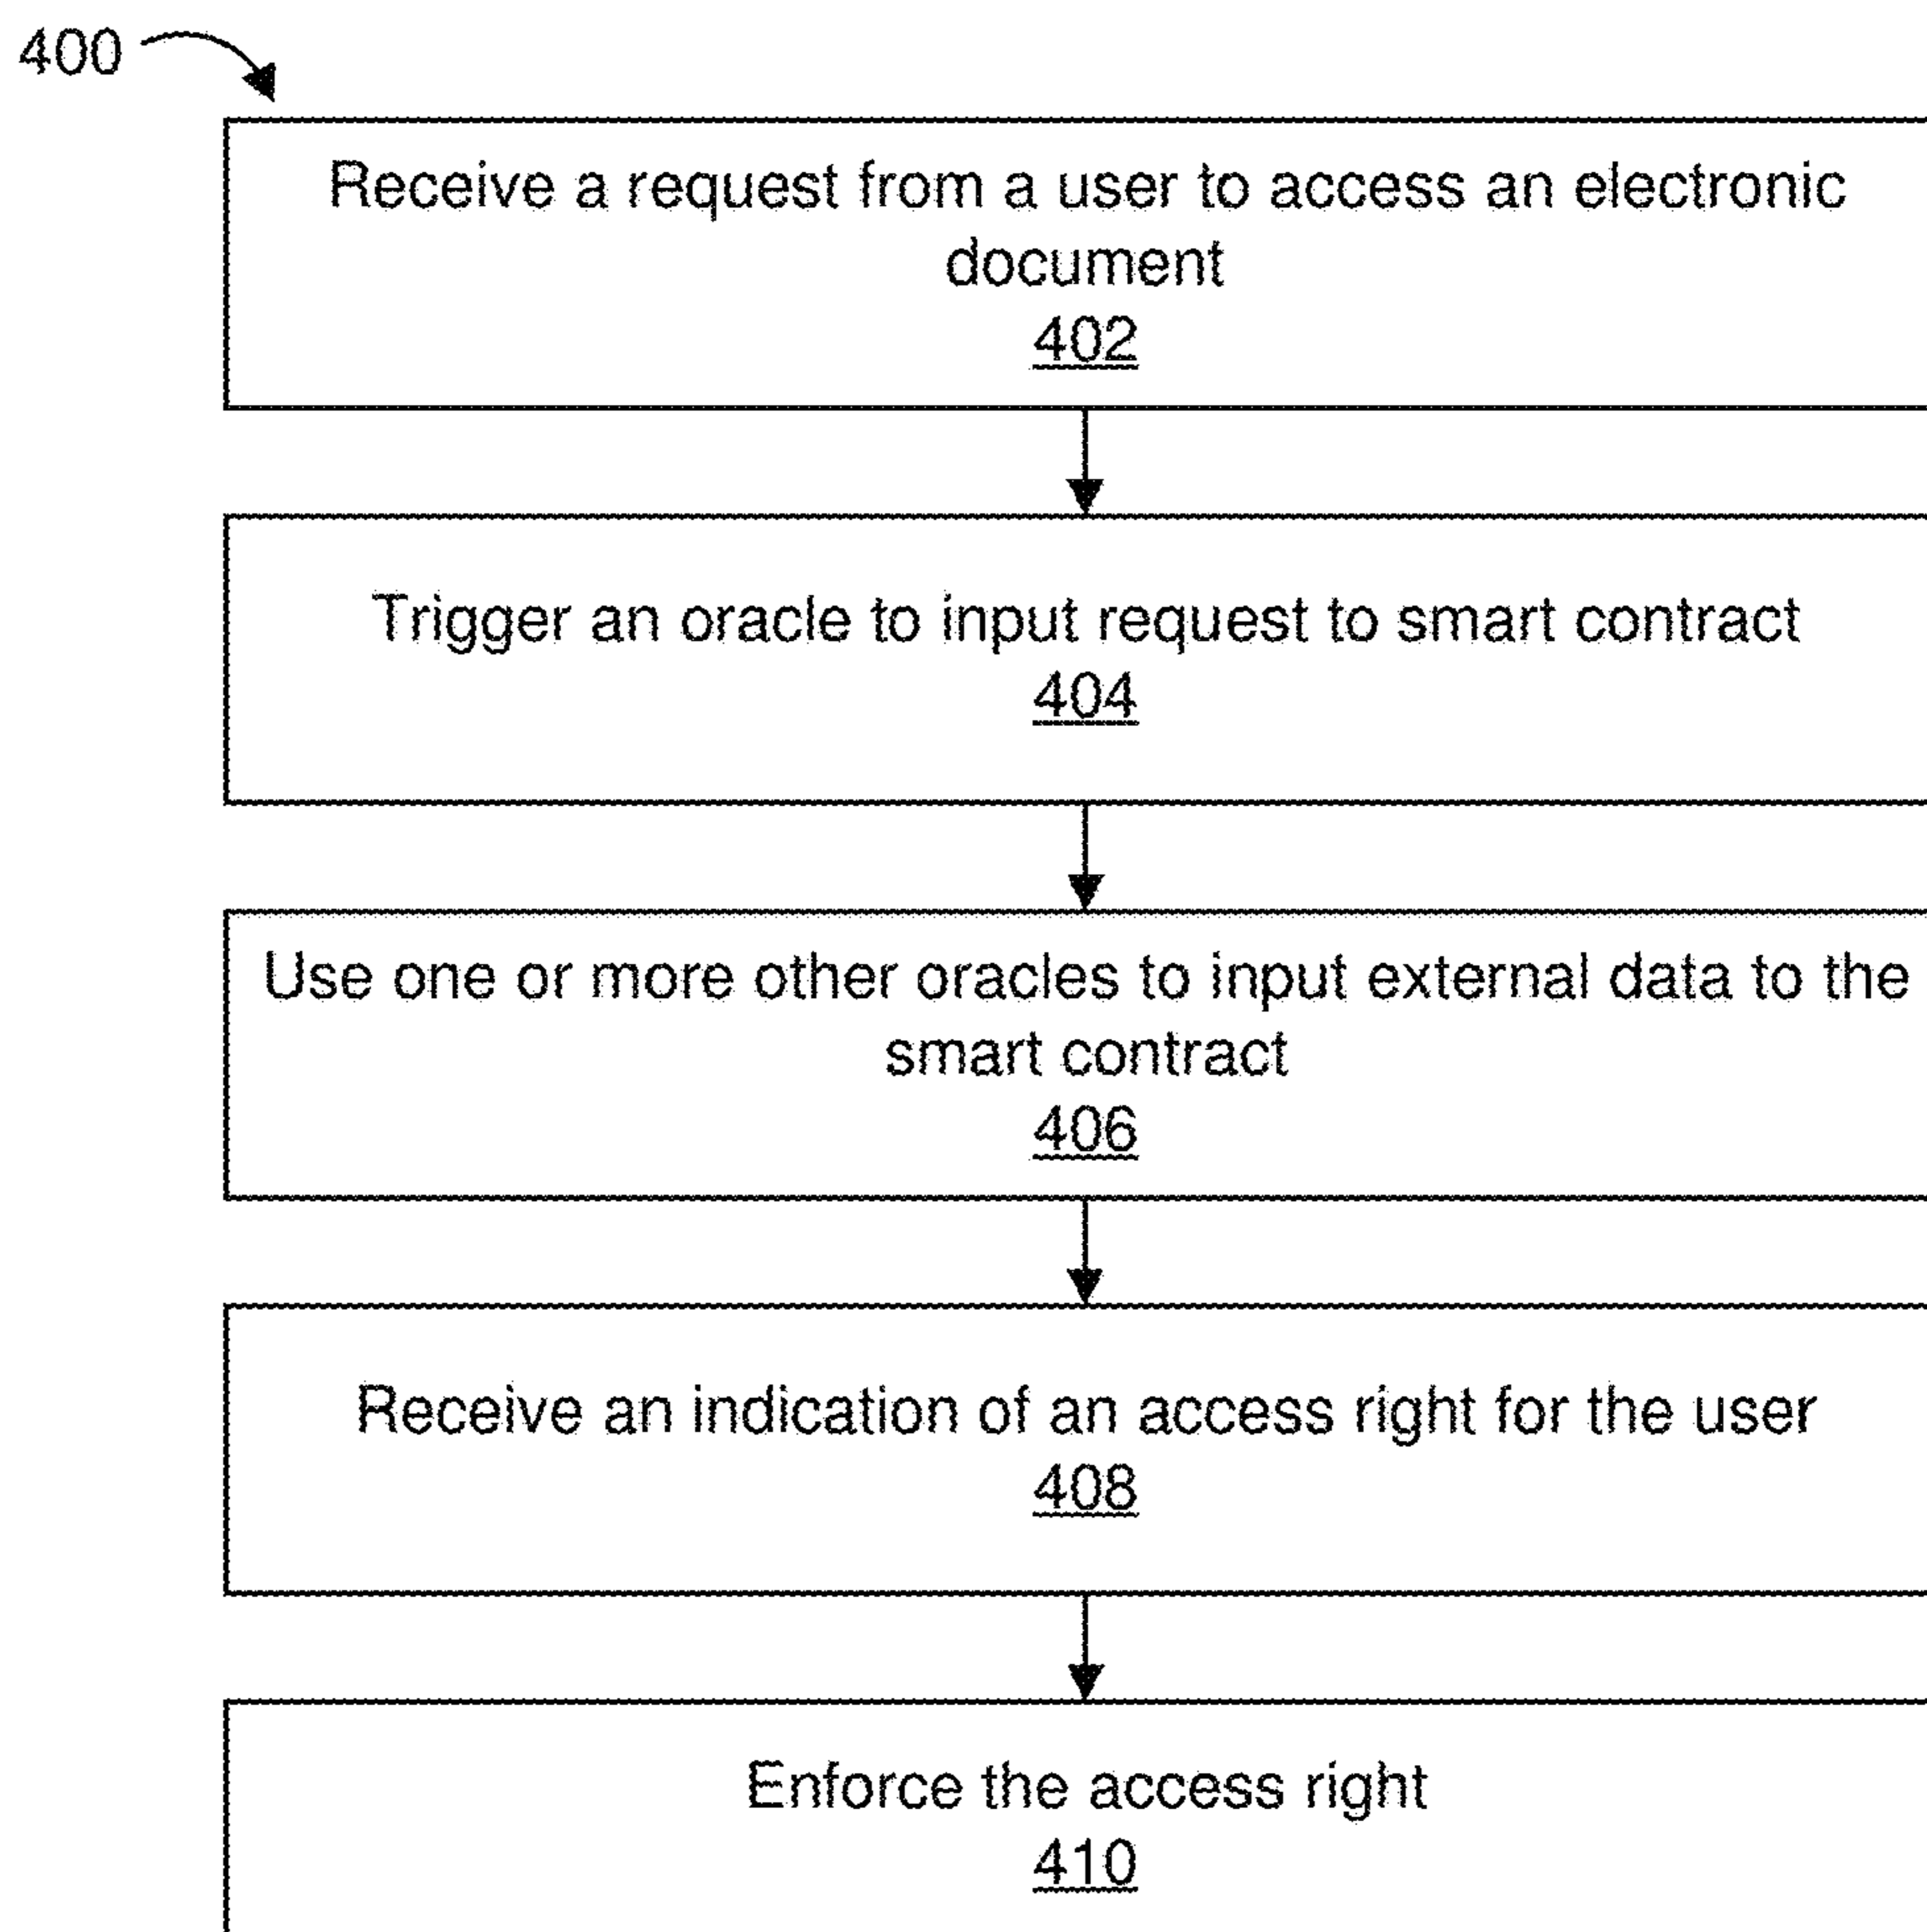 400
Receive a request from a user to access an electronic
document
402
Trigger an oracle to input request to smart contract
404
Use one or more other oracles to input external data to the
smart contract
406
Receive an indication of an access right for the user
408
Enforce the access right
410